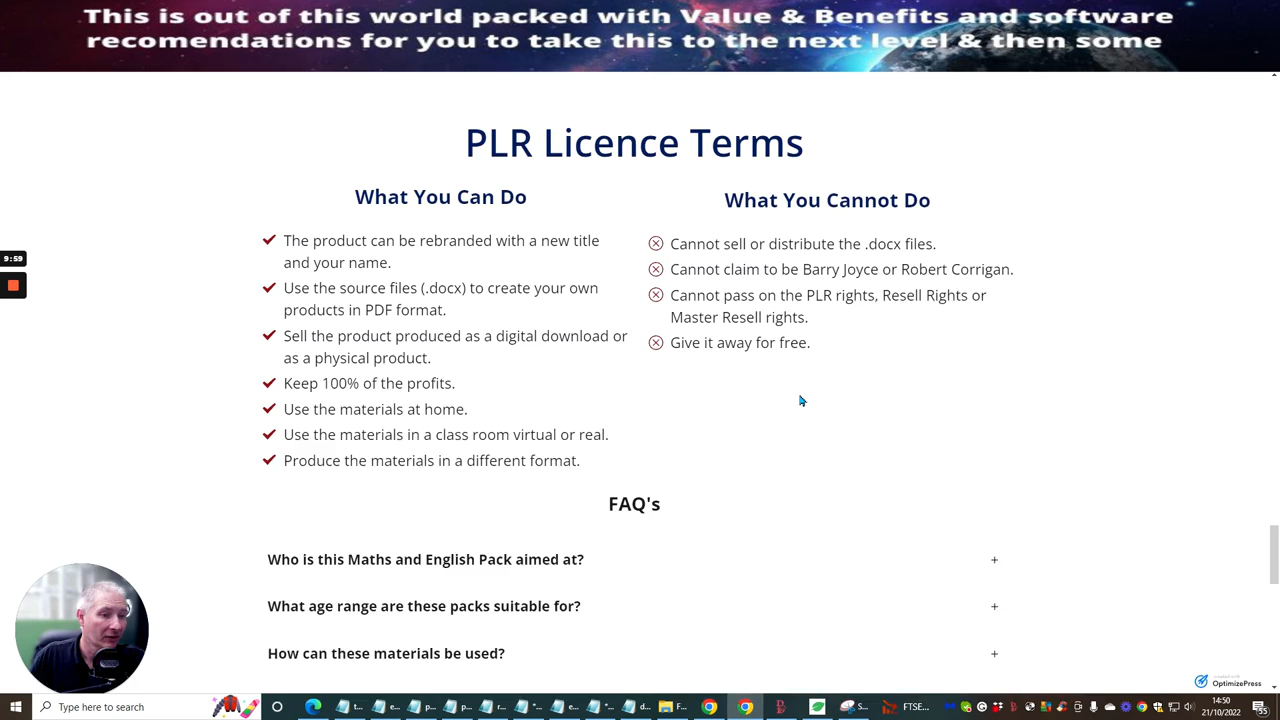 This is out of this world packed with Value & Benefits and software
recomendations for you to take this to the next level & then some
PLR Licence Terms
What You Can Do
The product can be rebranded with a new title
and your name.
Use the source files (.docx) to create your own
products in PDF format.
Sell the product produced as a digital download or
as a physical product.
Keep 100% of the profits.
Use the materials at home.
Use the materials in a class room virtual or real.
Produce the materials in a different format.
What You Cannot Do
Cannot sell or distribute the .docx files.
Cannot claim to be Barry Joyce or Robert Corrigan.
Cannot pass on the PLR rights, Resell Rights or
Master Resell rights.
Give it away for free.
9:59
FAQ's
Who is this Maths and English Pack aimed at?
What age range are these packs suitable for?
How can these materials be used?
OptimizePress
Type here to search
t...
e...
p...
p...
r...
"...
e...
"...
d...
F...
S...
FTSE...
14:50
21/10/2022